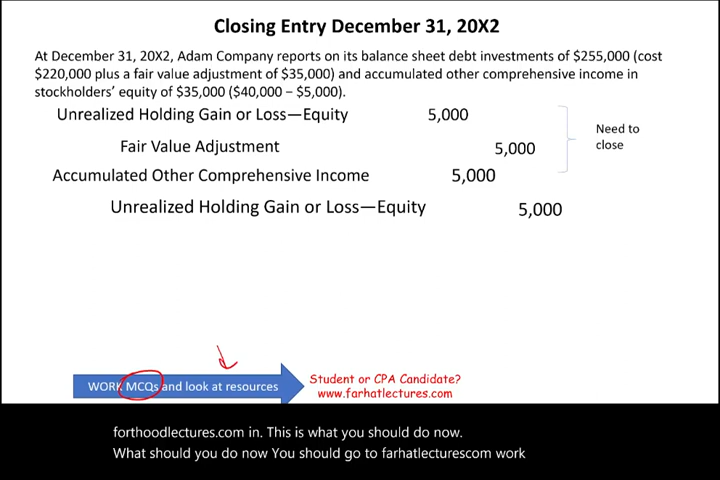 Closing Entry December 31, 20X2
At December 31, 20X2, Adam Company reports on its balance sheet debt investments of $255,000 (cost
$220,000 plus a fair value adjustment of $35,000) and accumulated other comprehensive income in
stockholders' equity of $35,000 ($40,000 – $5,000).
Unrealized Holding Gain or Loss—Equity 5,000
Fair Value Adjustment 5,000
Need to
close
Accumulated Other Comprehensive Income 5,000
Unrealized Holding Gain or Loss—Equity 5,000
WORK MCQs and look at resources
Student or CPA Candidate?
www.farhatlectures.com
forthoodlectures.com in. This is what you should do now.
What should you do now You should go to farhatlecturescom work